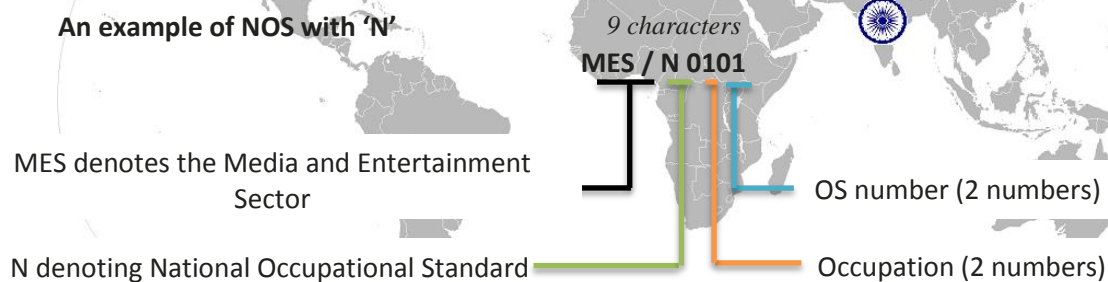 An example of NOS with ‘N’
9 characters
MES / N 0101
MES denotes the Media and Entertainment
Sector
OS number (2 numbers)
N denoting National Occupational Standard
Occupation (2 numbers)